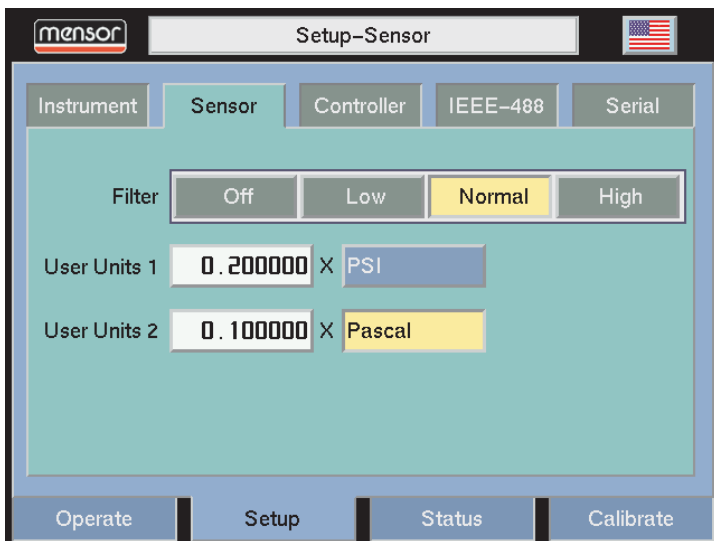 mensor Setup–Sensor
Instrument Sensor Controller IEEE–488 Serial
Filter Off Low Normal High
User Units 1 0.200000 X PSI
User Units 2 0.100000 X Pascal
Operate Setup Status Calibrate